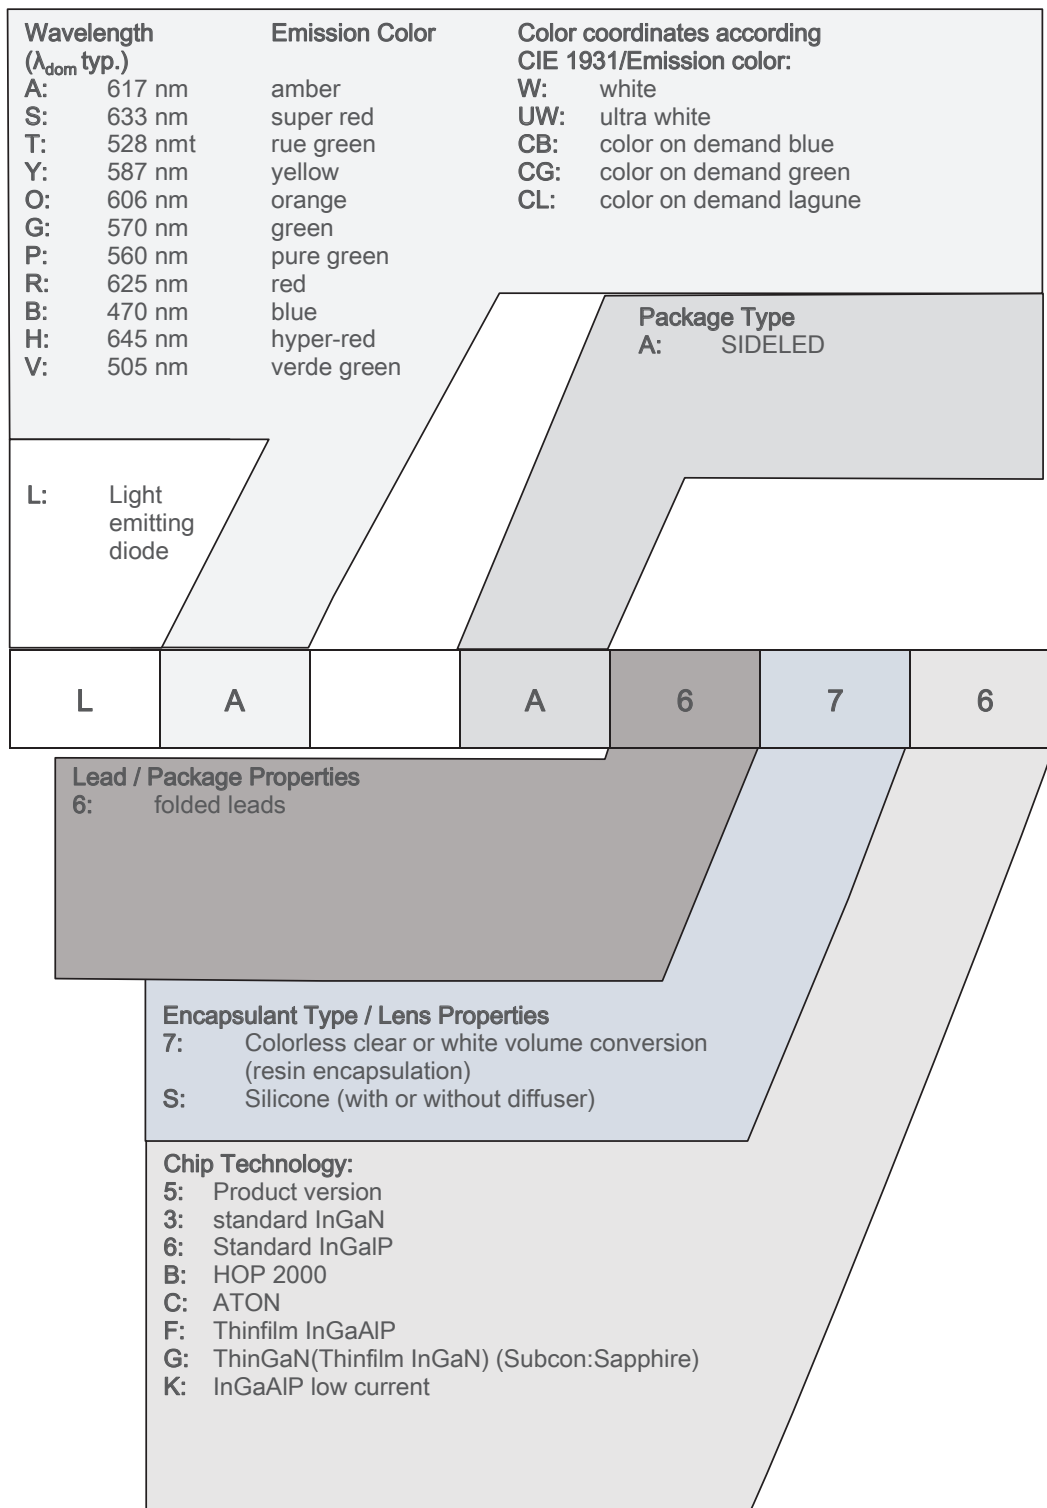 Wavelength Emission Color
(λdom typ.)
A: 617 nm amber
S: 633 nm super red
T: 528 nmt rue green
Y: 587 nm yellow
O: 606 nm orange
G: 570 nm green
P: 560 nm pure green
R: 625 nm red
B: 470 nm blue
H: 645 nm hyper-red
V: 505 nm verde green
Color coordinates according
CIE 1931/Emission color:
W: white
UW: ultra white
CB: color on demand blue
CG: color on demand green
CL: color on demand lagune
Package Type
A: SIDELED
L: Light
emitting
diode
L A A 6 7 6
Lead / Package Properties
6: folded leads
Encapsulant Type / Lens Properties
7: Colorless clear or white volume conversion
(resin encapsulation)
S: Silicone (with or without diffuser)
Chip Technology:
5: Product version
3: standard InGaN
6: Standard InGalP
B: HOP 2000
C: ATON
F: Thinfilm InGaAlP
G: ThinGaN(Thinfilm InGaN) (Subcon:Sapphire)
K: InGaAlP low current